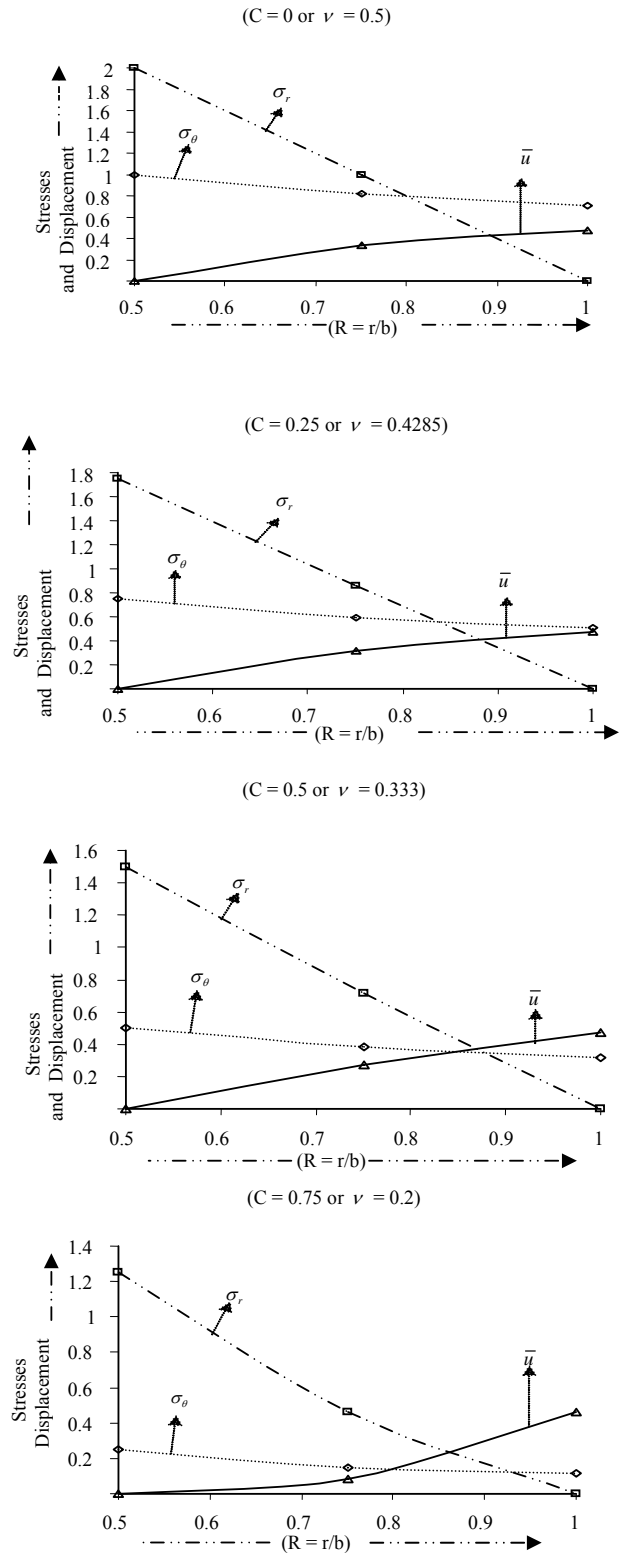 (C = 0 or ν = 0.5)
2
1.8
1.6
1.4
1.2
1
0.8
0.6
0.4
0.2
Stresses
and Displacement
σr
σθ
u̅
0.5 0.6 0.7 0.8 0.9 1
(R = r/b)
(C = 0.25 or ν = 0.4285)
1.8
1.6
1.4
1.2
1
0.8
0.6
0.4
0.2
Stresses
and Displacement
σr
σθ
u̅
0.5 0.6 0.7 0.8 0.9 1
(R = r/b)
(C = 0.5 or ν = 0.333)
1.6
1.4
1.2
1
0.8
0.6
0.4
0.2
Stresses
and Displacement
σr
σθ
u̅
0.5 0.6 0.7 0.8 0.9 1
(R = r/b)
(C = 0.75 or ν = 0.2)
1.4
1.2
1
0.8
0.6
0.4
0.2
Stresses
Displacement
σr
σθ
u̅
0.5 0.6 0.7 0.8 0.9 1
(R = r/b)